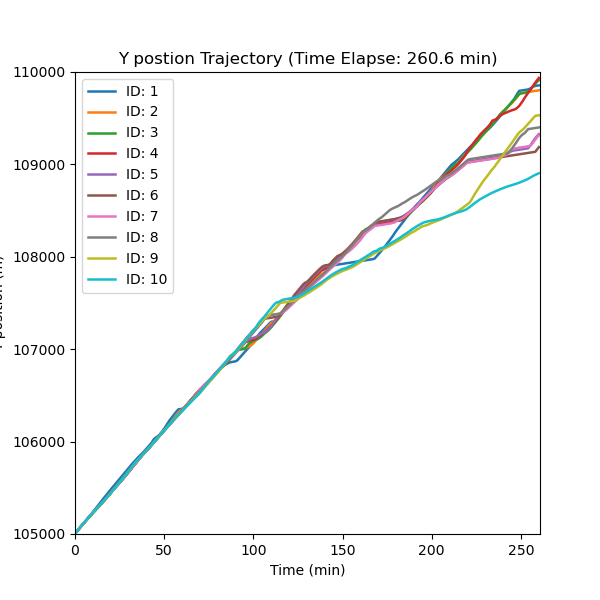 Y postion Trajectory (Time Elapse: 260.6 min)
110000
109000
108000
107000
106000
105000
ID: 1
ID: 2
ID: 3
ID: 4
ID: 5
ID: 6
ID: 7
ID: 8
ID: 9
ID: 10
0 50 100 150 200 250
Time (min)